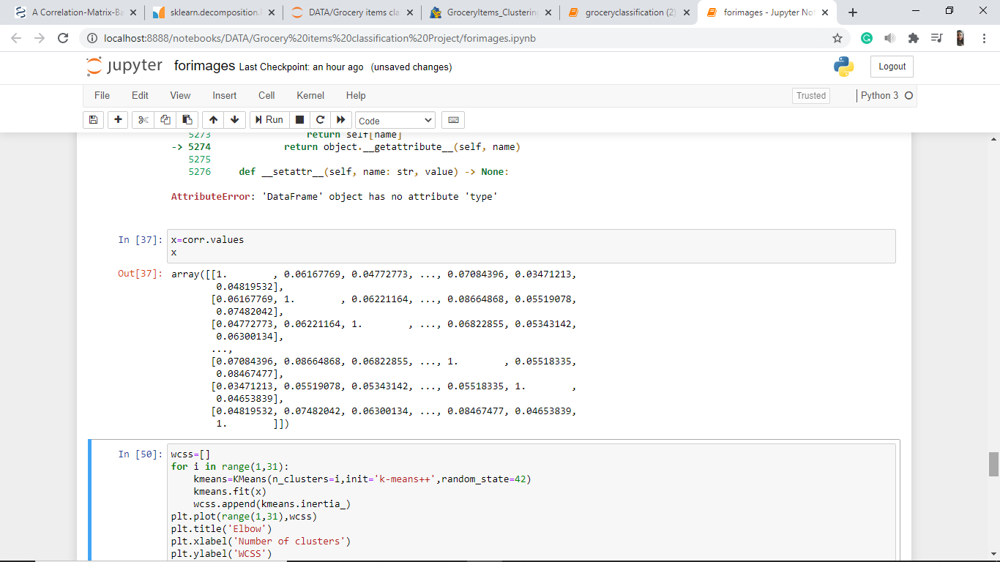 A Correlation-Matrix-Ba
sklearn.decomposition.
DATA/Grocery items cla
GroceryItems_Clustering
groceryclassification (2)
forimages - Jupyter Not
localhost:8888/notebooks/DATA/Grocery%20items%20classification%20Project/forimages.ipynb
jupyter forimages Last Checkpoint: an hour ago (unsaved changes)
Logout
File Edit View Insert Cell Kernel Help
Trusted
Python 3
Run
Code
5273 return self[name]
-> 5274 return object.__getattribute__(self, name)
5275
5276 def __setattr__(self, name: str, value) -> None:
AttributeError: 'DataFrame' object has no attribute 'type'
In [37]: x=corr.values
x
Out[37]: array([[1. , 0.06167769, 0.04772773, ..., 0.07084396, 0.03471213,
0.04819532],
[0.06167769, 1. , 0.06221164, ..., 0.08664868, 0.05519078,
0.07482042],
[0.04772773, 0.06221164, 1. , ..., 0.06822855, 0.05343142,
0.06300134],
...,
[0.07084396, 0.08664868, 0.06822855, ..., 1. , 0.05518335,
0.08467477],
[0.03471213, 0.05519078, 0.05343142, ..., 0.05518335, 1. ,
0.04653839],
[0.04819532, 0.07482042, 0.06300134, ..., 0.08467477, 0.04653839,
1. ]])
In [50]: wcss=[]
for i in range(1,31):
kmeans=KMeans(n_clusters=i,init='k-means++',random_state=42)
kmeans.fit(x)
wcss.append(kmeans.inertia_)
plt.plot(range(1,31),wcss)
plt.title('Elbow')
plt.xlabel('Number of clusters')
plt.ylabel('WCSS')